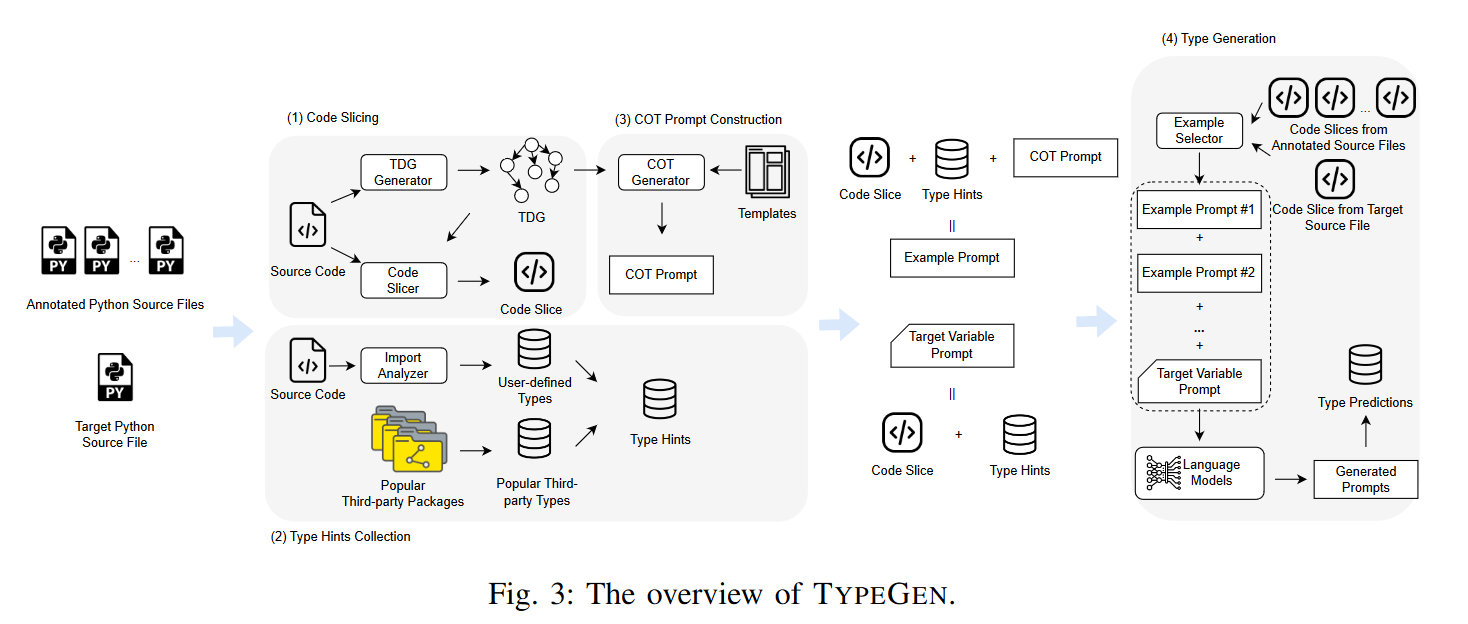 (4) Type Generation
(1) Code Slicing
(3) COT Prompt Construction
TDG
Generator
TDG
Source Code
Code
Slicer
Code Slice
COT
Generator
Templates
COT Prompt
PY
PY
...
PY
Annotated Python Source Files
PY
Target Python
Source File
Source Code
Import
Analyzer
User-defined
Types
Popular
Third-party Packages
Popular Third-
party Types
Type Hints
(2) Type Hints Collection
Code Slice
+
Type Hints
+
COT Prompt
||
Example Prompt
Target Variable
Prompt
||
Code Slice
+
Type Hints
Example
Selector
...
Code Slices from
Annotated Source Files
Code Slice from Target
Source File
Example Prompt #1
+
Example Prompt #2
+
...
+
Target Variable
Prompt
Language
Models
Generated
Prompts
Type Predictions
Fig. 3: The overview of TYPEGEN.